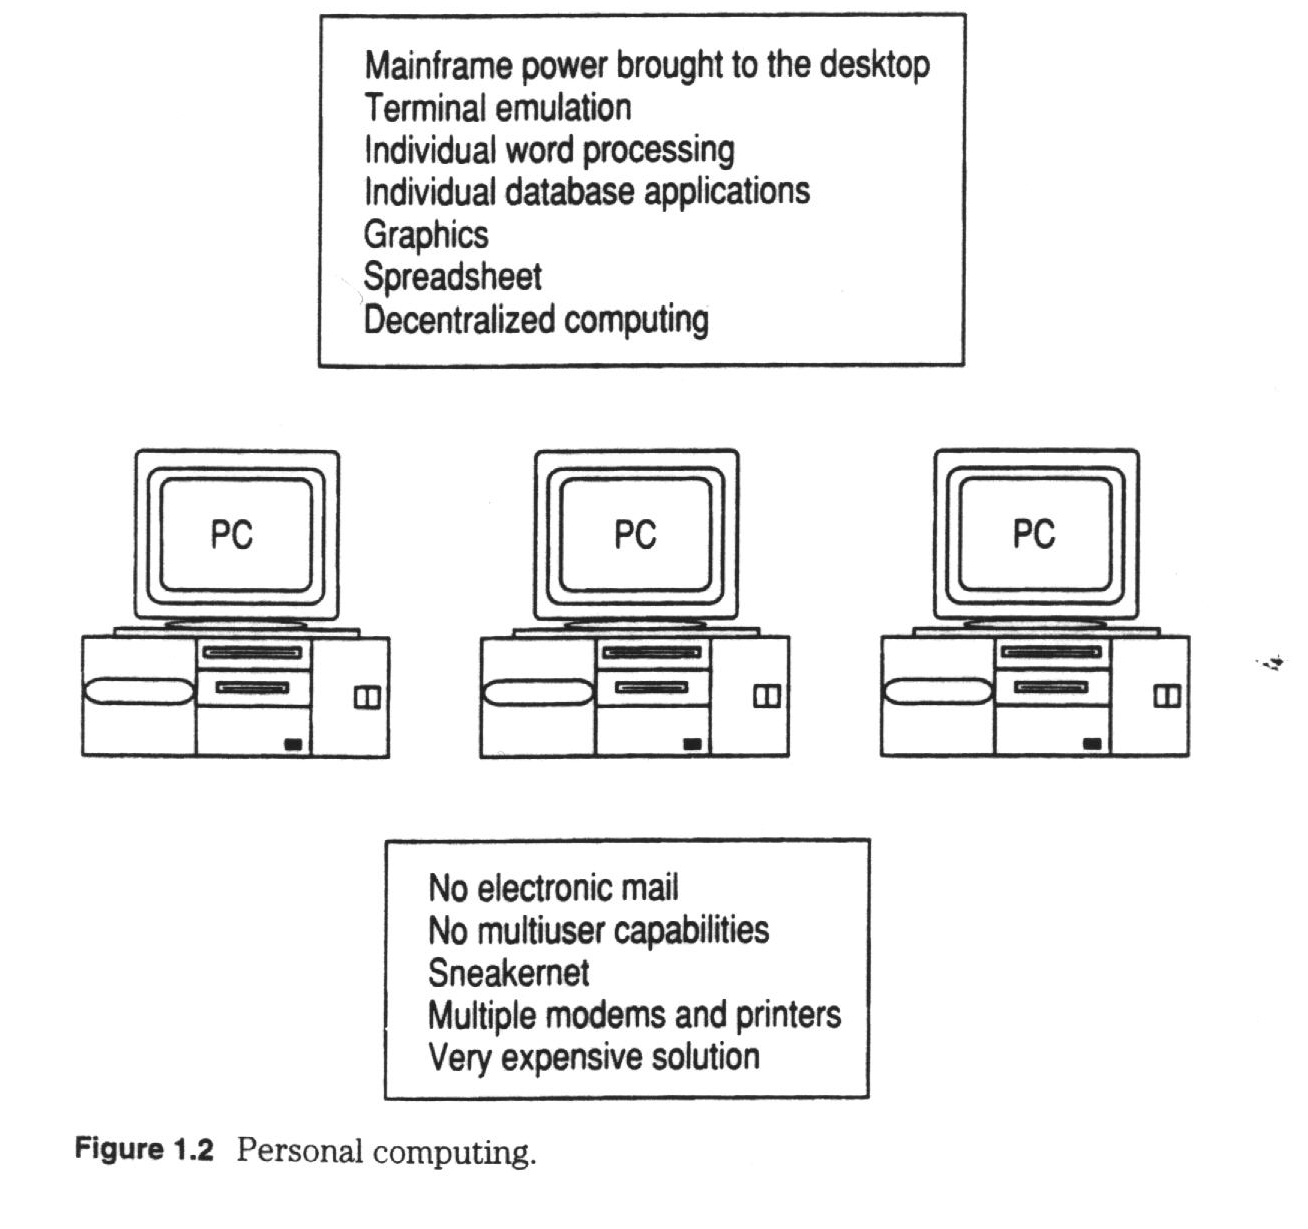 Mainframe power brought to the desktop
Terminal emulation
Individual word processing
Individual database applications
Graphics
Spreadsheet
Decentralized computing
PC
PC
PC
No electronic mail
No multiuser capabilities
Sneakernet
Multiple modems and printers
Very expensive solution
Figure 1.2 Personal computing.